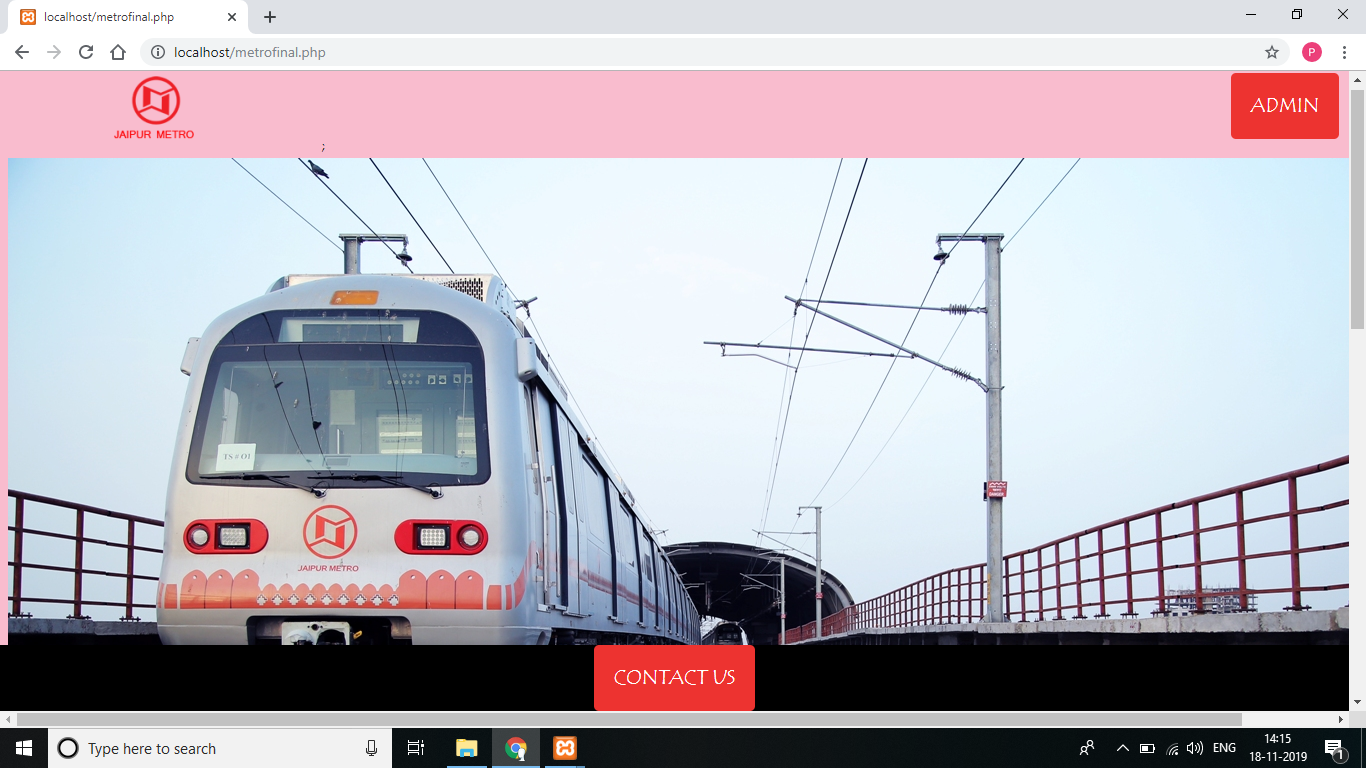 localhost/metrofinal.php
localhost/metrofinal.php
P
JAIPUR METRO
ADMIN
;
TS # 01
DANGER
JAIPUR METRO
CONTACT US
Type here to search
ENG
14:15
18-11-2019
1